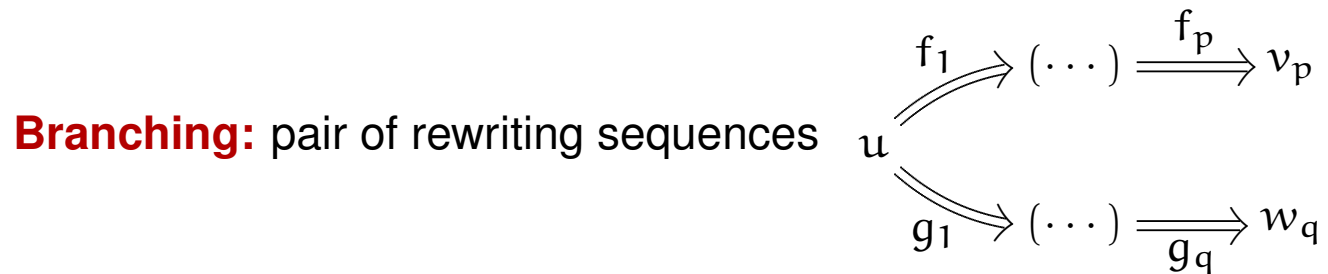 f₁ (· · ·) fₚ vₚ
Branching: pair of rewriting sequences u
g₁ (· · ·) g_q w_q